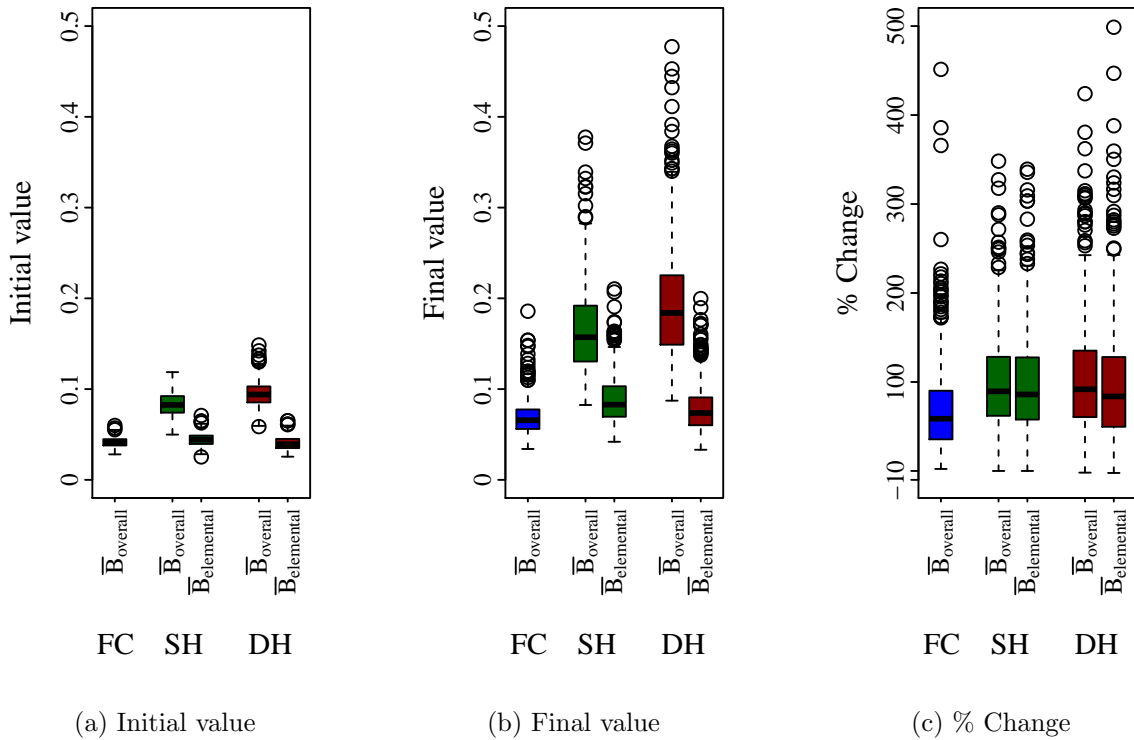 Initial value
0
0.1
0.2
0.3
0.4
0.5
B̅overall
B̅overall
B̅elemental
B̅overall
B̅elemental
FC SH DH
(a) Initial value
Final value
0
0.1
0.2
0.3
0.4
0.5
B̅overall
B̅overall
B̅elemental
B̅overall
B̅elemental
FC SH DH
(b) Final value
% Change
−10
100
200
300
400
500
B̅overall
B̅overall
B̅elemental
B̅overall
B̅elemental
FC SH DH
(c) % Change